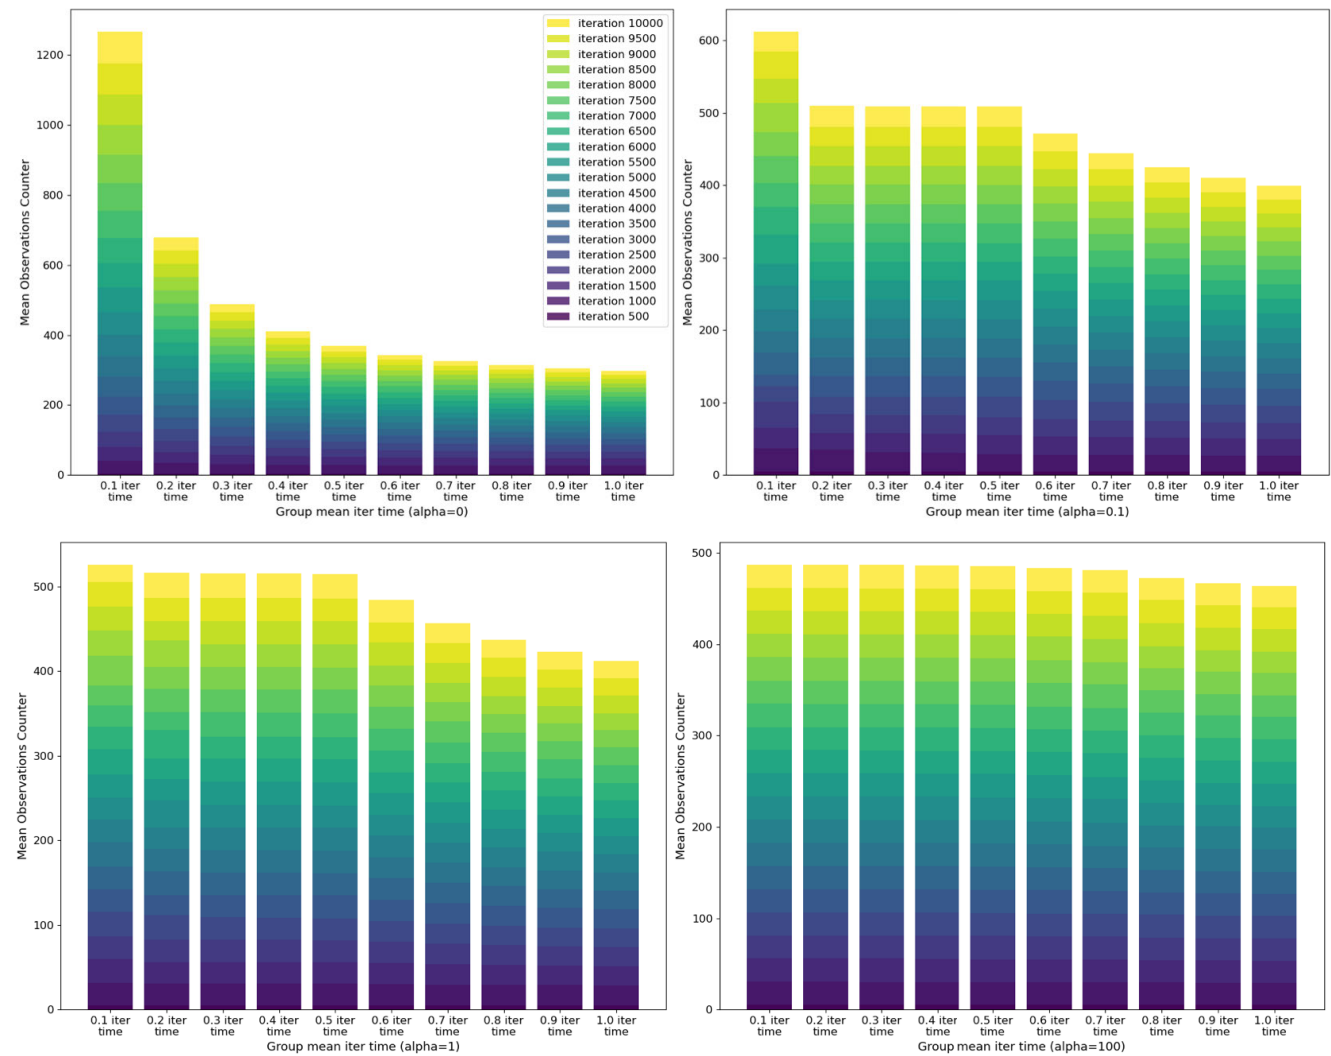 Mean Observations Counter
1200
1000
800
600
400
200
0
iteration 10000
iteration 9500
iteration 9000
iteration 8500
iteration 8000
iteration 7500
iteration 7000
iteration 6500
iteration 6000
iteration 5500
iteration 5000
iteration 4500
iteration 4000
iteration 3500
iteration 3000
iteration 2500
iteration 2000
iteration 1500
iteration 1000
iteration 500
0.1 iter 0.2 iter 0.3 iter 0.4 iter 0.5 iter 0.6 iter 0.7 iter 0.8 iter 0.9 iter 1.0 iter
time time time time time time time time time time
Group mean iter time (alpha=0)
Mean Observations Counter
600
500
400
300
200
100
0
0.1 iter 0.2 iter 0.3 iter 0.4 iter 0.5 iter 0.6 iter 0.7 iter 0.8 iter 0.9 iter 1.0 iter
time time time time time time time time time time
Group mean iter time (alpha=0.1)
Mean Observations Counter
500
400
300
200
100
0
0.1 iter 0.2 iter 0.3 iter 0.4 iter 0.5 iter 0.6 iter 0.7 iter 0.8 iter 0.9 iter 1.0 iter
time time time time time time time time time time
Group mean iter time (alpha=1)
Mean Observations Counter
500
400
300
200
100
0
0.1 iter 0.2 iter 0.3 iter 0.4 iter 0.5 iter 0.6 iter 0.7 iter 0.8 iter 0.9 iter 1.0 iter
time time time time time time time time time time
Group mean iter time (alpha=100)